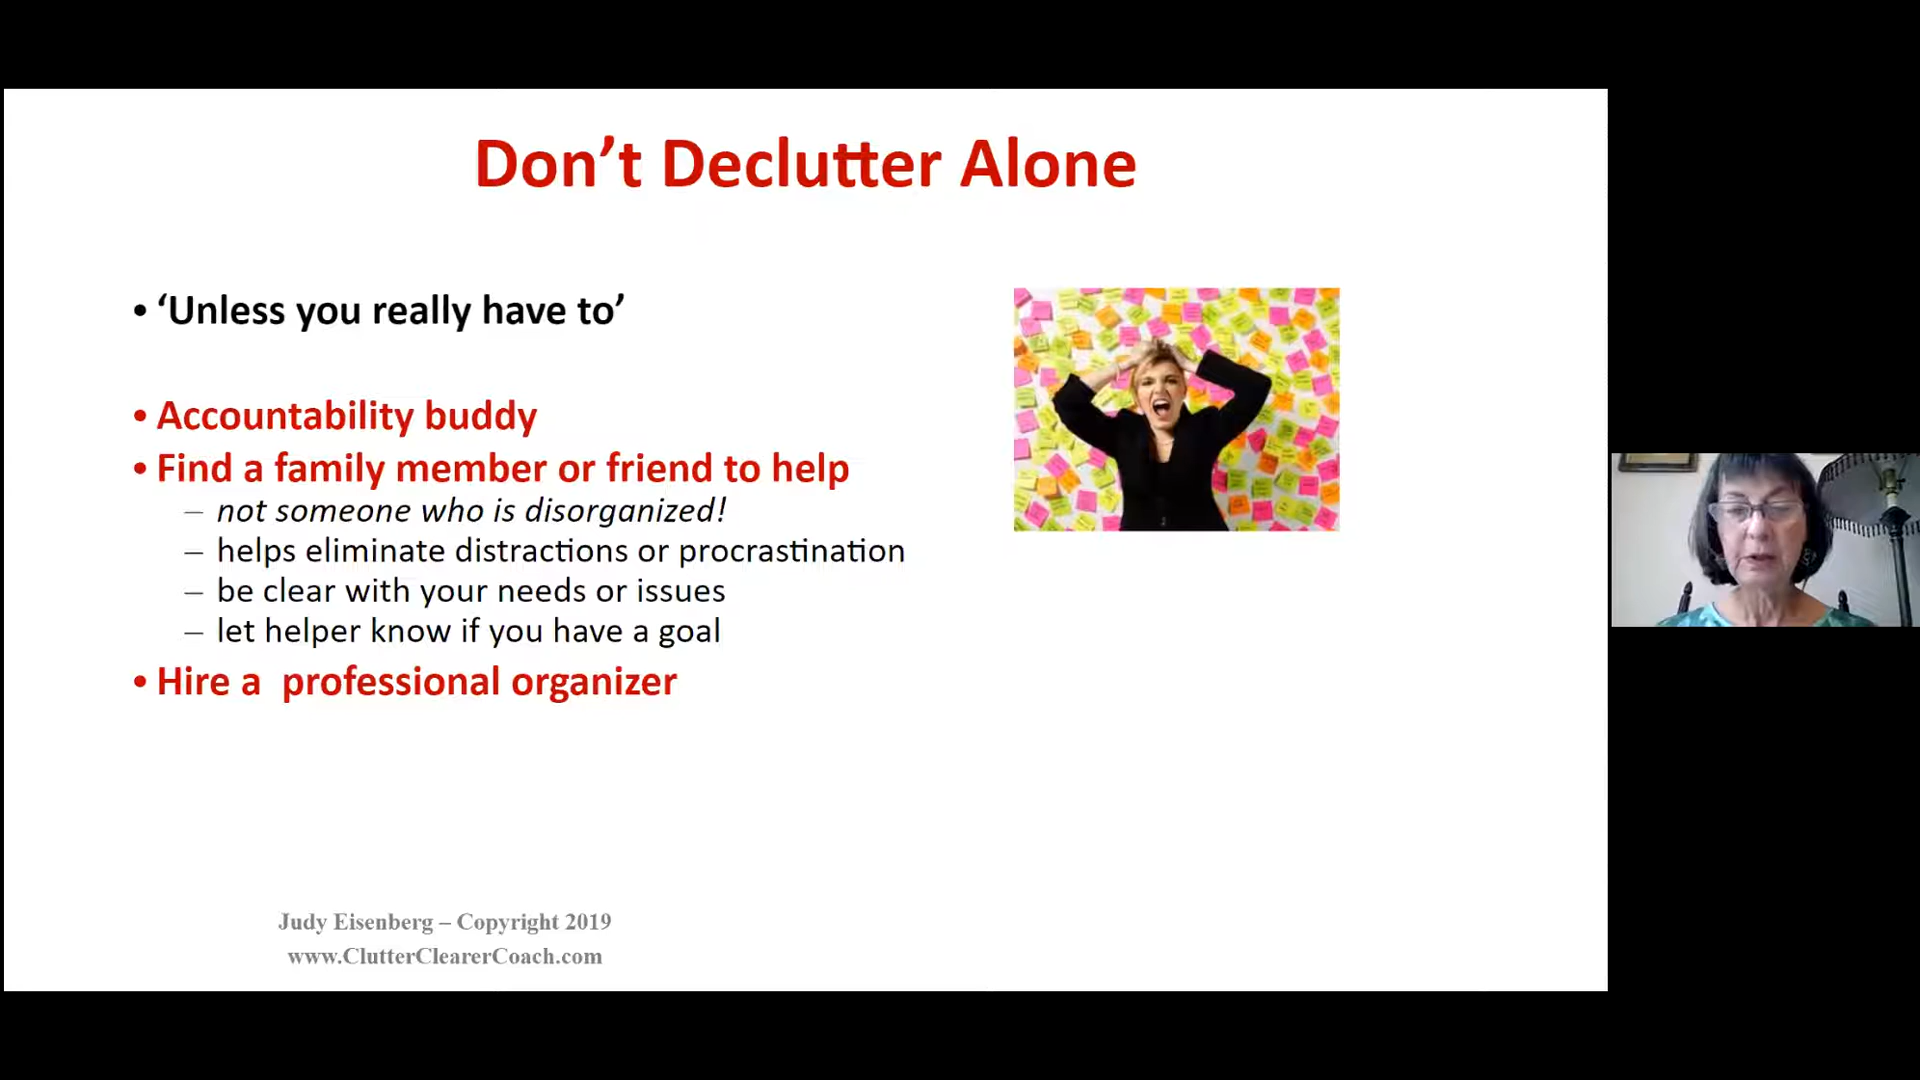 Don’t Declutter Alone
• ‘Unless you really have to’
• Accountability buddy
• Find a family member or friend to help
– not someone who is disorganized!
– helps eliminate distractions or procrastination
– be clear with your needs or issues
– let helper know if you have a goal
• Hire a  professional organizer
Judy Eisenberg – Copyright 2019
www.ClutterClearerCoach.com